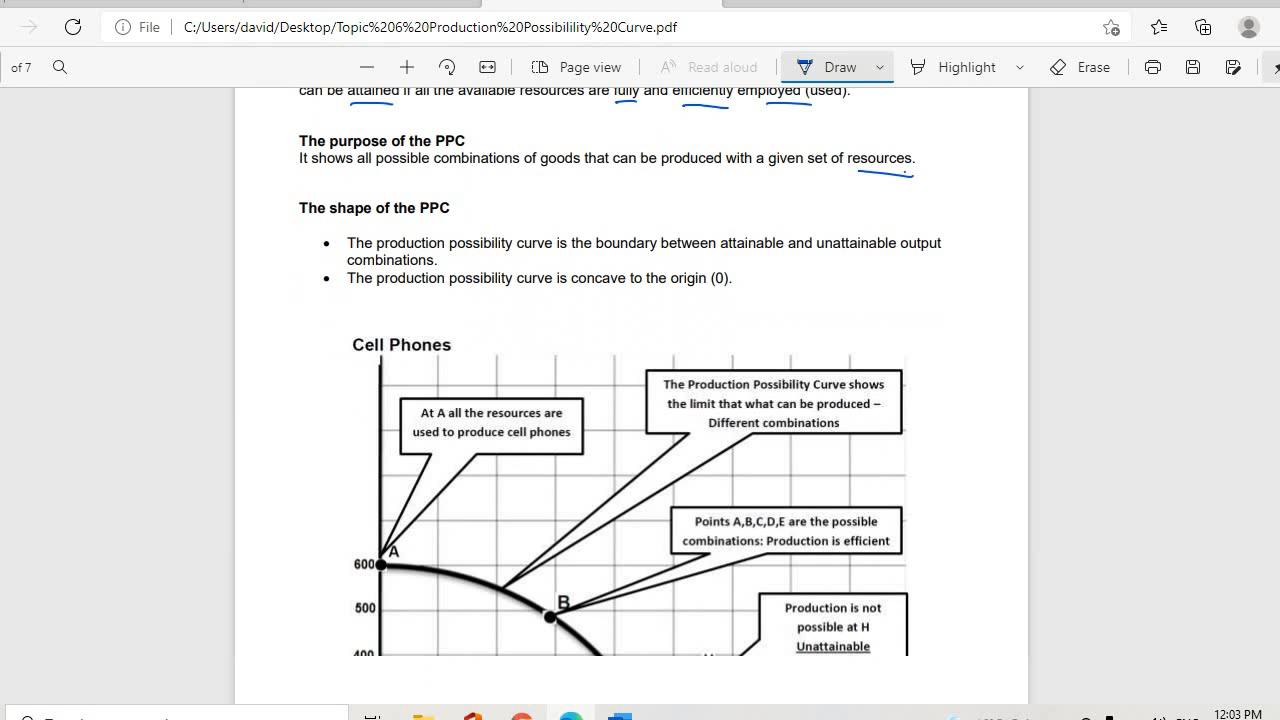 File
C:/Users/david/Desktop/Topic%206%20Production%20Possibilility%20Curve.pdf
of 7
Page view
Read aloud
Draw
Highlight
Erase
can be attained if all the available resources are fully and efficiently employed (used).
The purpose of the PPC
It shows all possible combinations of goods that can be produced with a given set of resources.
The shape of the PPC
• The production possibility curve is the boundary between attainable and unattainable output
combinations.
• The production possibility curve is concave to the origin (0).
Cell Phones
The Production Possibility Curve shows
the limit that what can be produced –
Different combinations
At A all the resources are
used to produce cell phones
Points A,B,C,D,E are the possible
combinations: Production is efficient
A
600
B
500
Production is not
possible at H
Unattainable
400
12:03 PM